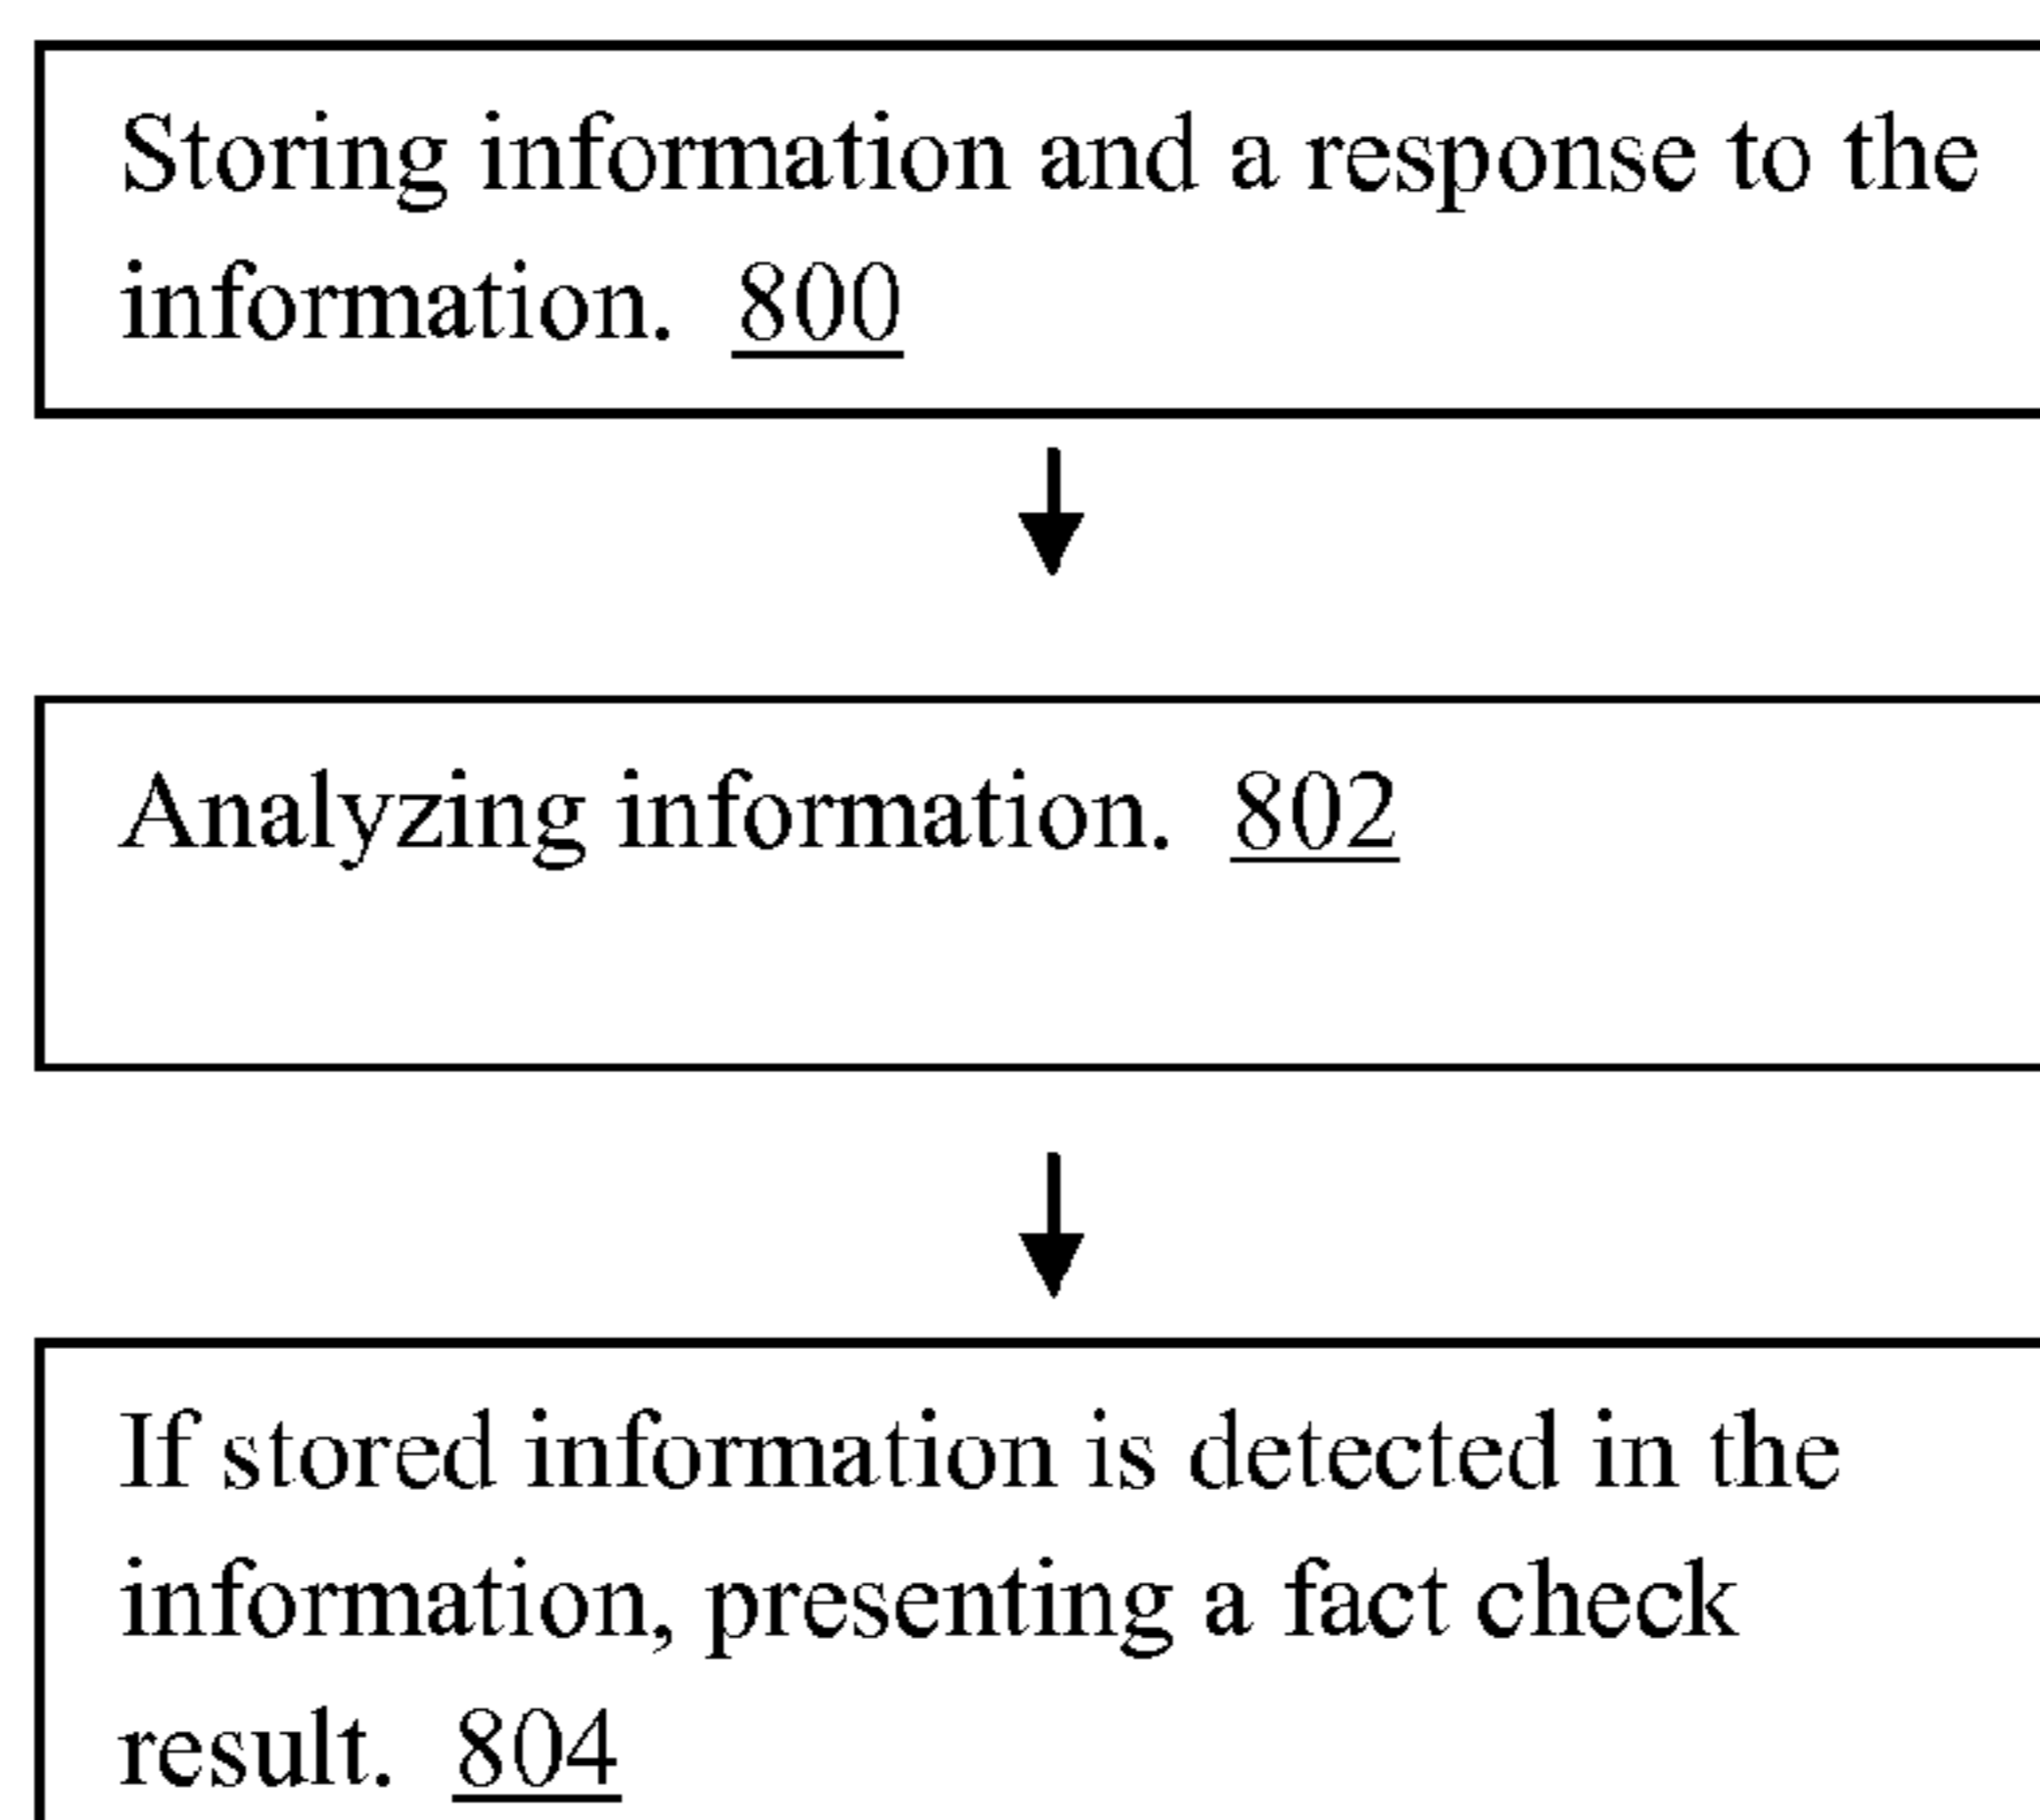 Storing information and a response to the
information. 800
Analyzing information. 802
If stored information is detected in the
information, presenting a fact check
result. 804